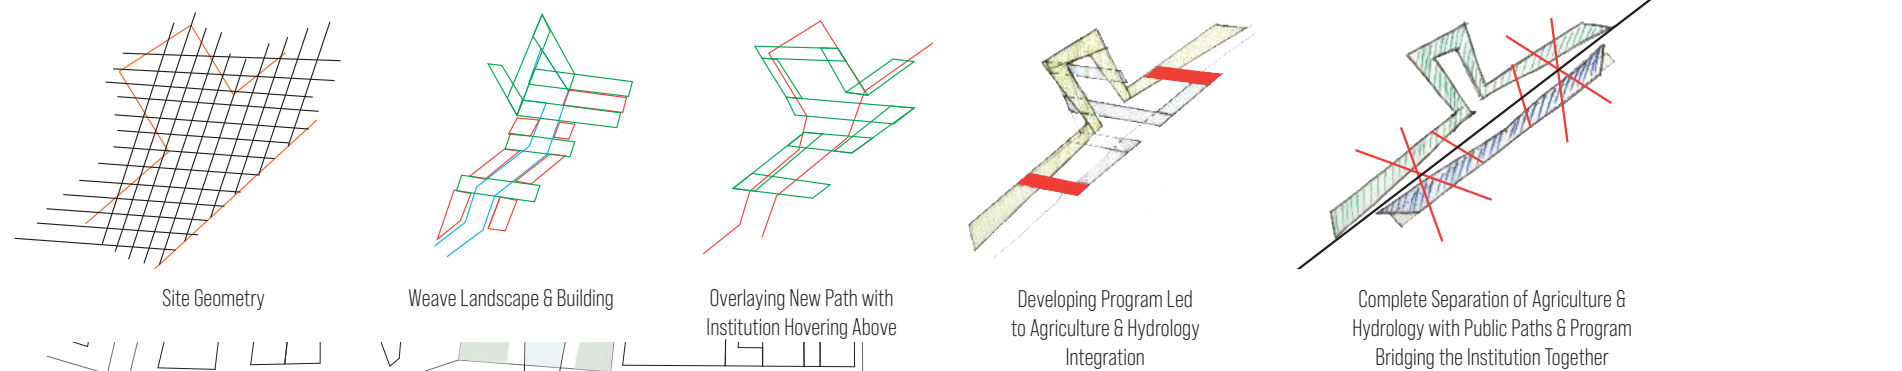 Site Geometry
Weave Landscape & Building
Overlaying New Path with
Institution Hovering Above
Developing Program Led
to Agriculture & Hydrology
Integration
Complete Separation of Agriculture &
Hydrology with Public Paths & Program
Bridging the Institution Together